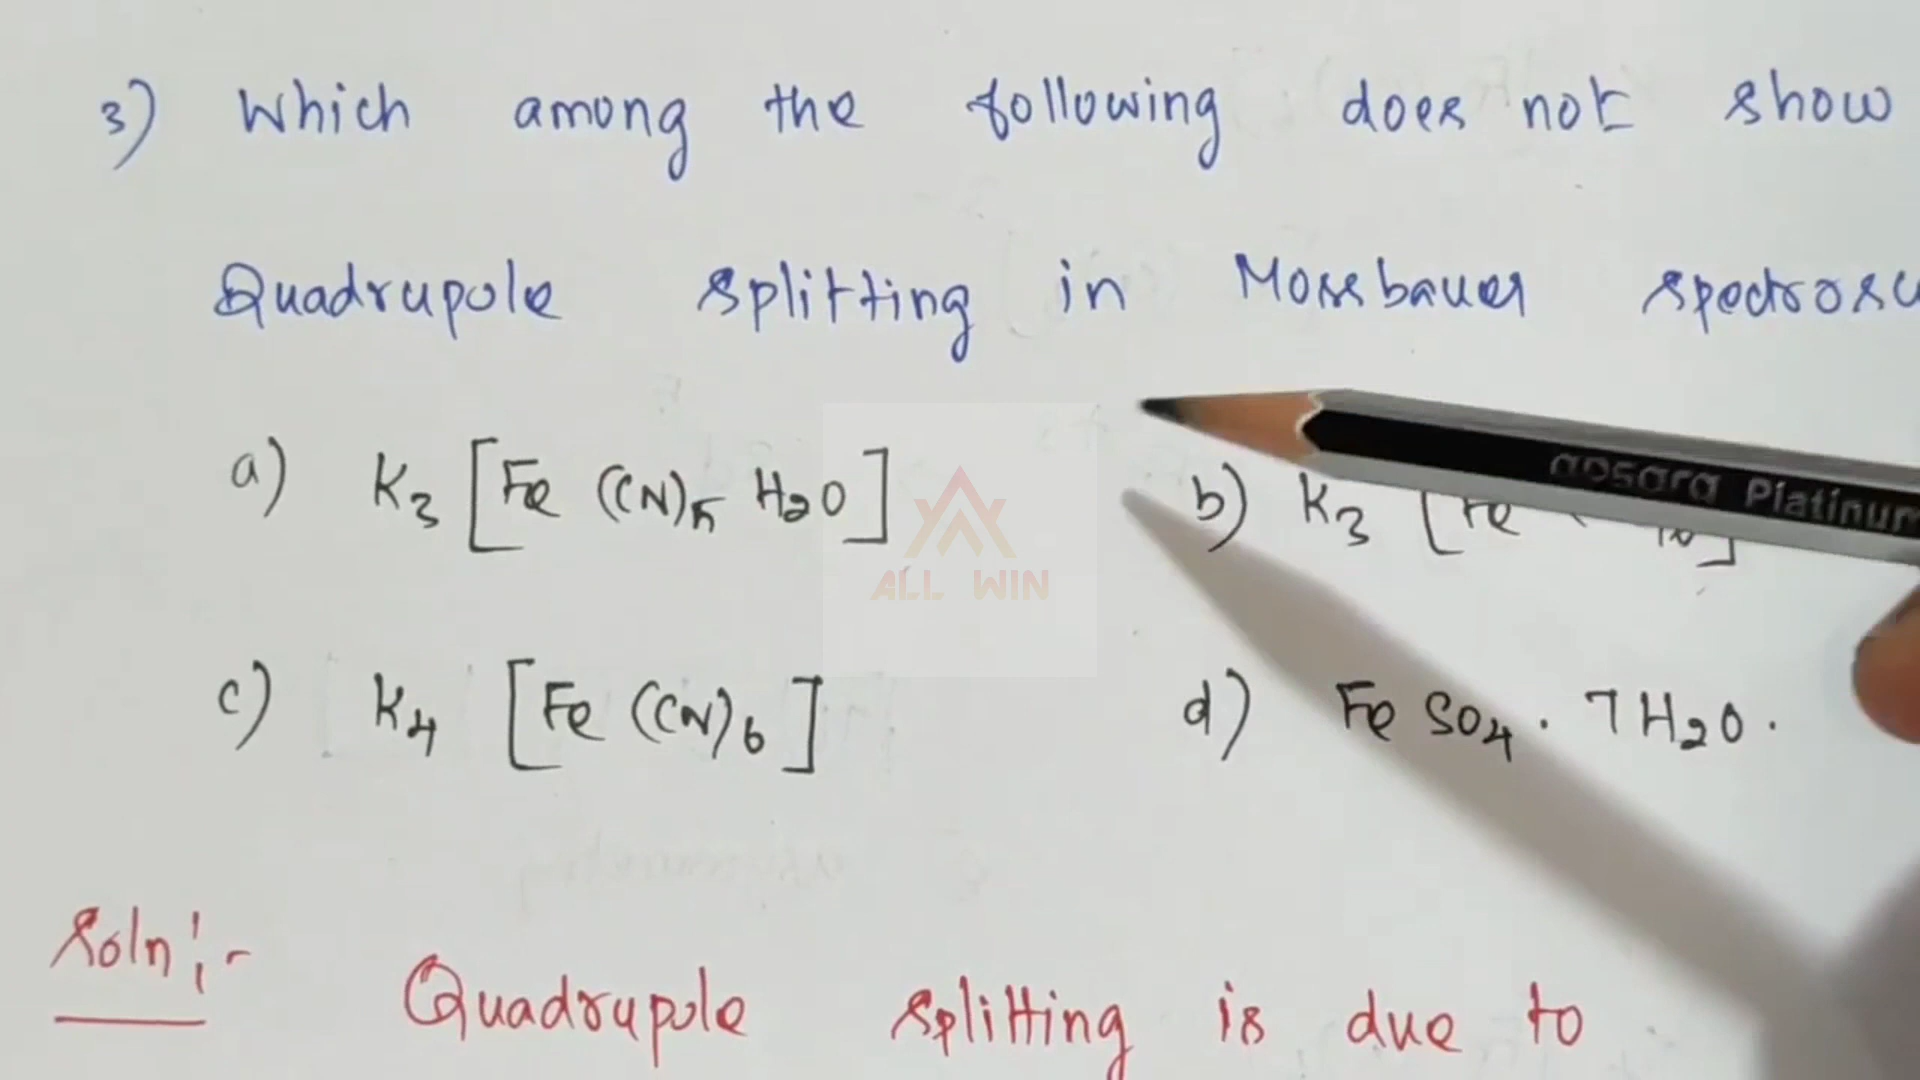 3) Which among the following does not show
Quadrupole splitting in Mossbauer
a) K3 [Fe (CN)5 H2O] b) K3 [Fe
c) K4 [Fe (CN)6] d) FeSO4 · 7H2O.
Soln:-
Quadrupole splitting is due to
apsara Platinum
ALL WIN